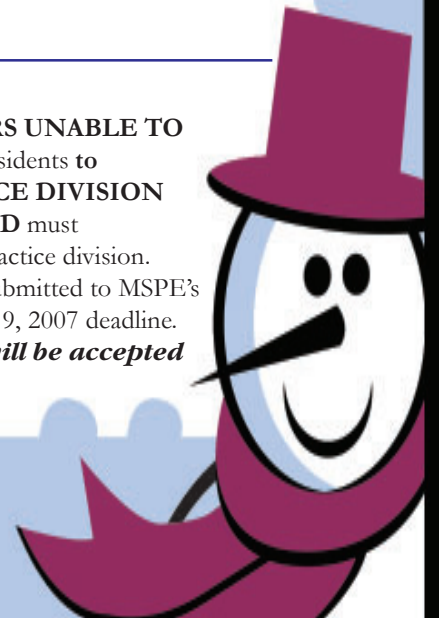 RS UNABLE TO
sidents to
CE DIVISION
D must
actice division.
ubmitted to MSPE's
9, 2007 deadline.
ill be accepted